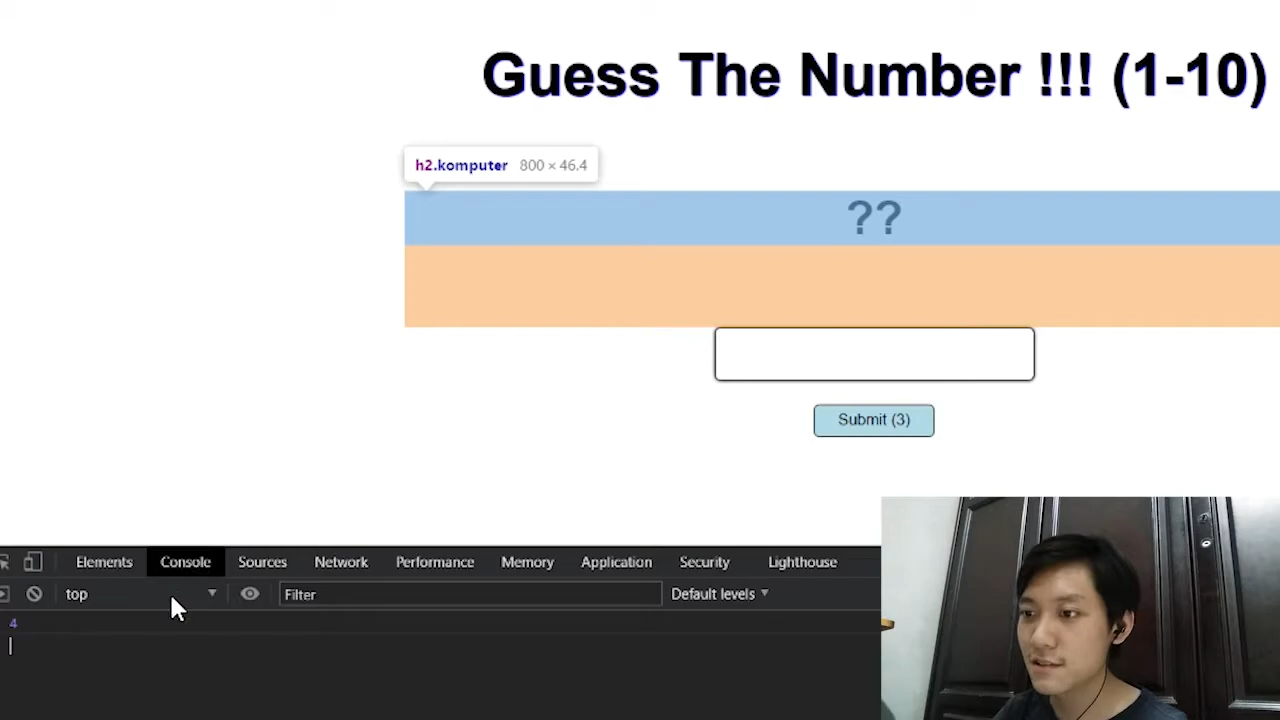 Guess The Number !!! (1-10)
h2.komputer 800 × 46.4
??
Submit (3)
Elements Console Sources Network Performance Memory Application Security Lighthouse
top Filter Default levels
4